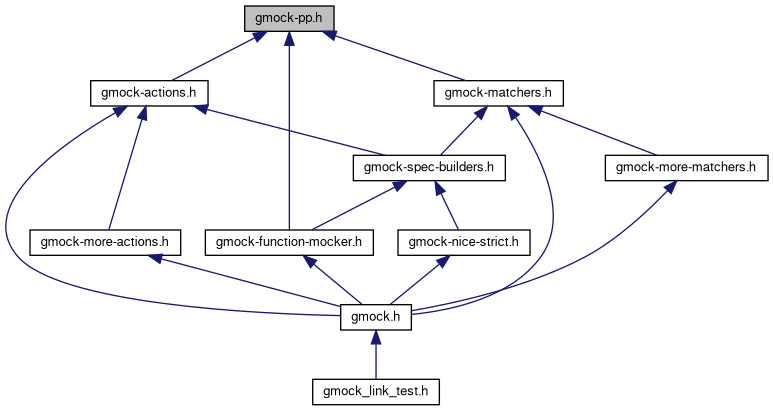 gmock-pp.h
gmock-actions.h
gmock-matchers.h
gmock-spec-builders.h
gmock-more-matchers.h
gmock-more-actions.h
gmock-function-mocker.h
gmock-nice-strict.h
gmock.h
gmock_link_test.h